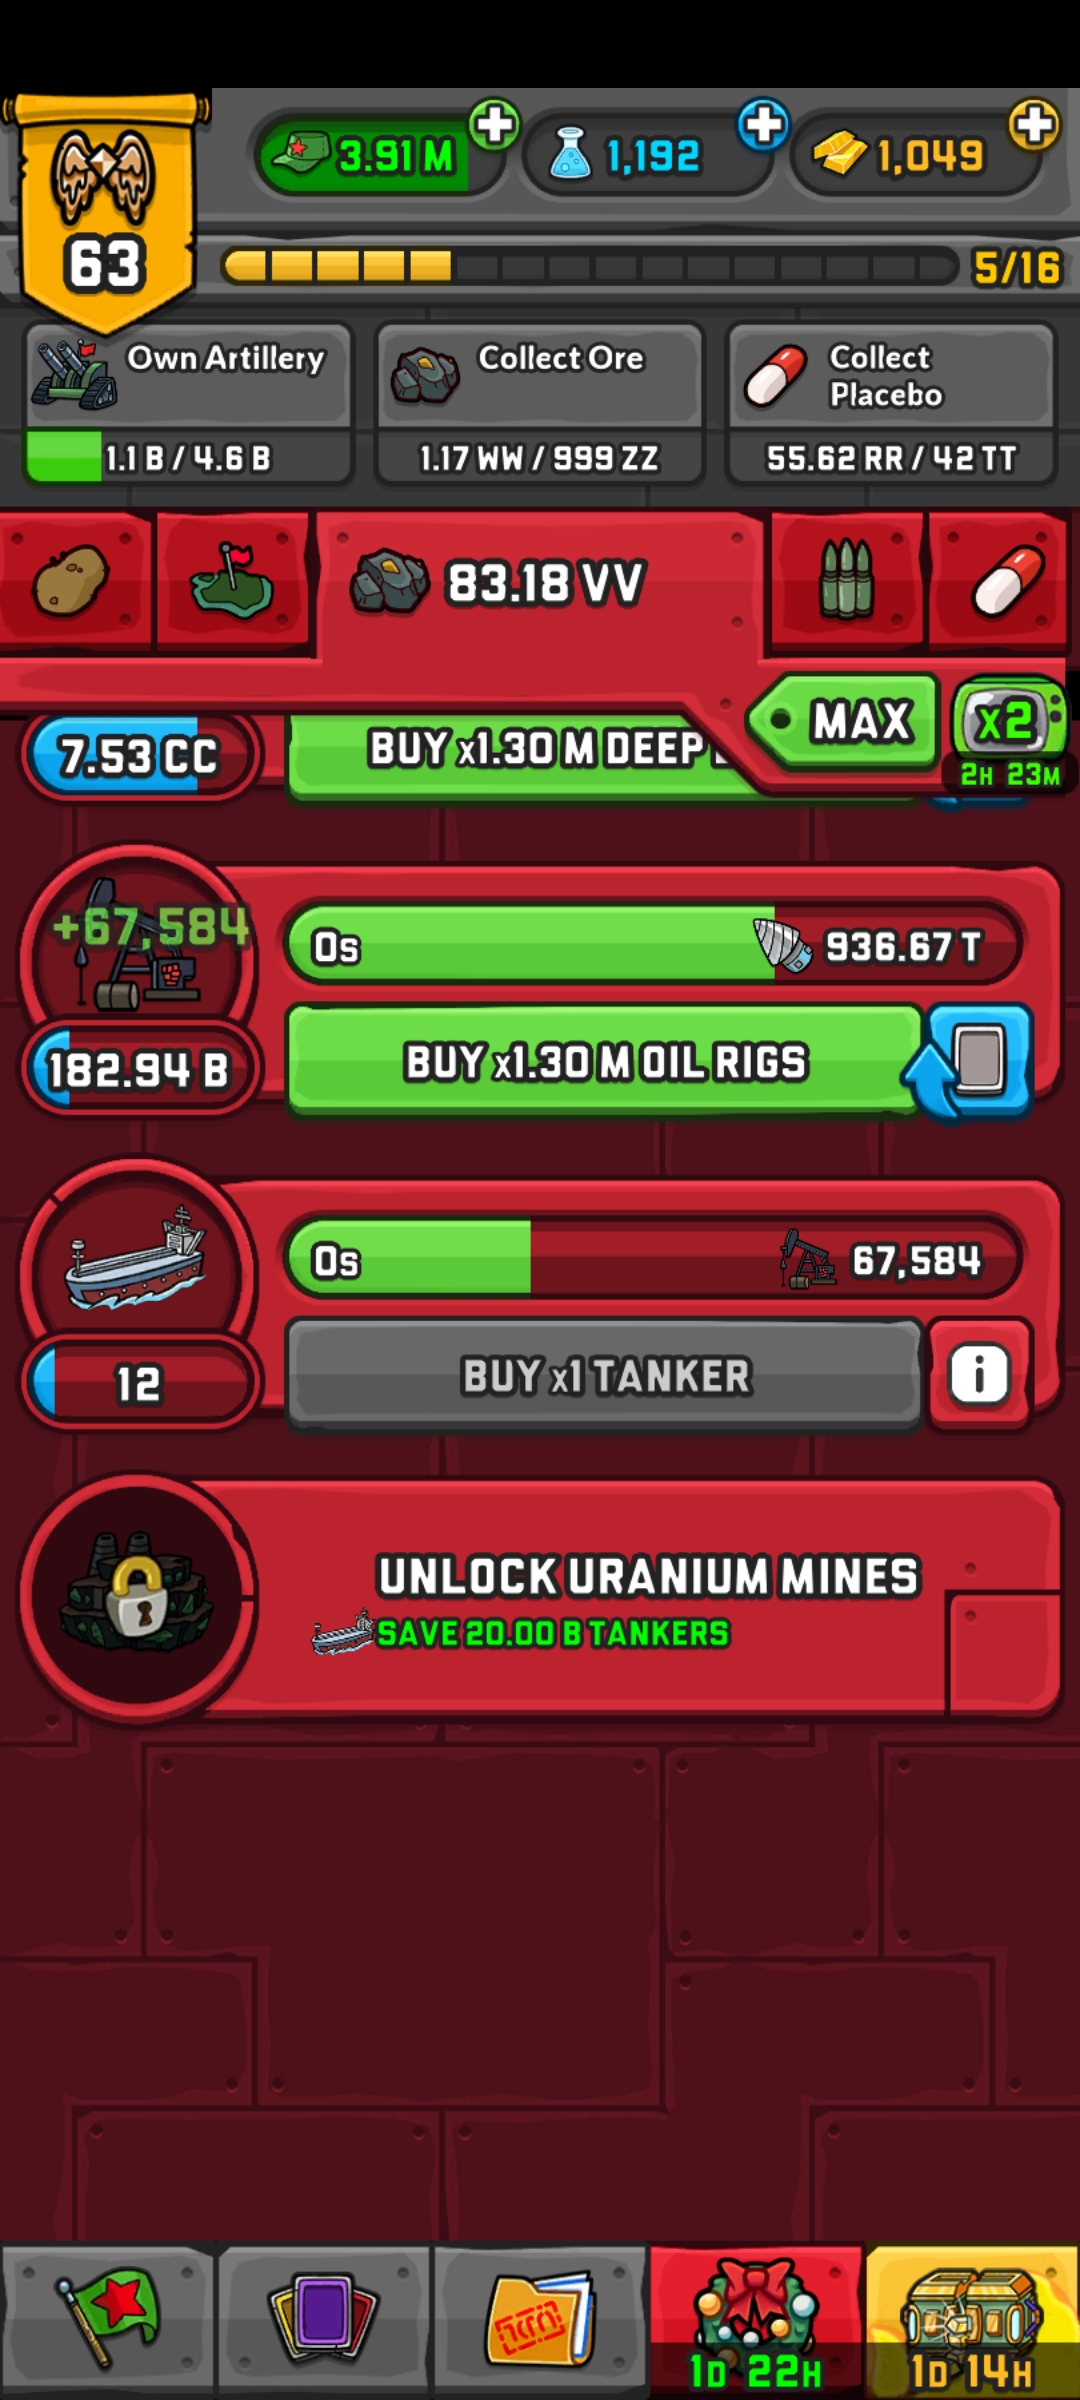 3.91 M
1,192
1,049
63
5/16
Own Artillery
1.1 B / 4.6 B
Collect Ore
1.17 WW / 999 ZZ
Collect
Placebo
55.62 RR / 42 TT
83.18 VV
MAX
x2
2H 23M
7.53 CC
BUY x1.30 M DEEP
+67,584
0s
936.67 T
182.94 B
BUY x1.30 M OIL RIGS
0s
67,584
12
BUY x1 TANKER
i
UNLOCK URANIUM MINES
SAVE 20.00 B TANKERS
1D 22H
1D 14H